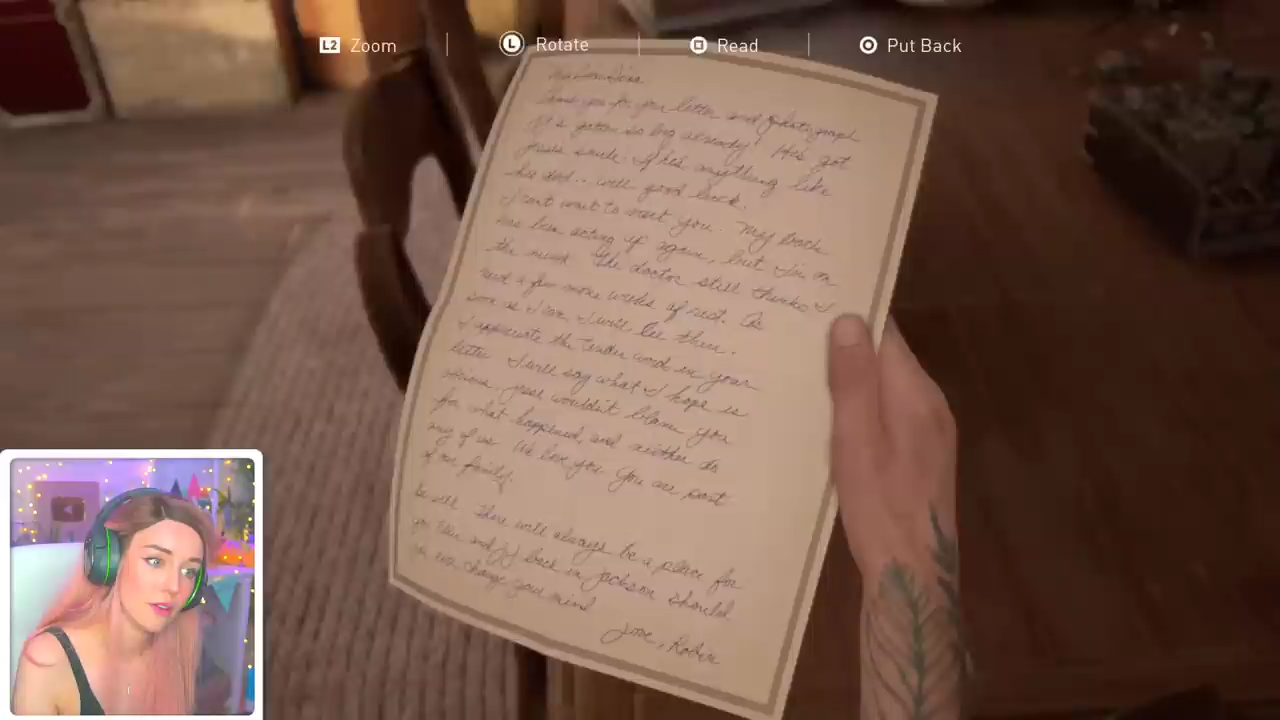 L2 Zoom
L Rotate
Read
Put Back
Thank you for your letter and photograph.
gotten so big already! He's got
Jesse's smile. If he's anything like
his dad... well good luck.
I can't wait to meet you. My back
has been acting up again, but I'm on
the mend. The doctor still thinks I
need a few more weeks of rest. As
soon as I can I will be there.
I appreciate the tender words in your
letter. I will say what I hope is
obvious. Jesse wouldn't blame you
for what happened, and neither do
any of us. We love you. You are part
of our family.
Be well. There will always be a place for
you Ellie and JJ back in Jackson should
you ever change your mind.
Love, Robin